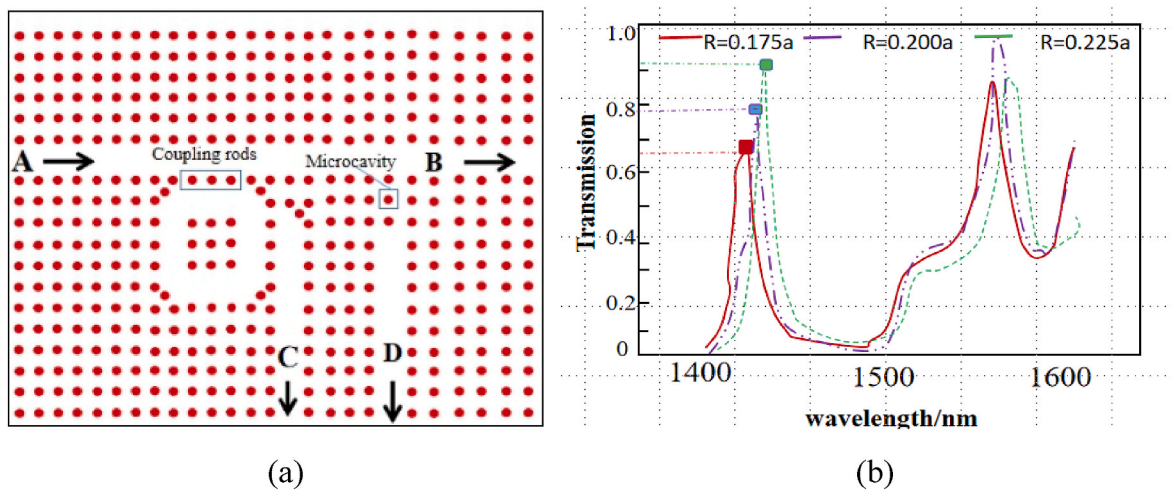 A
Coupling rods
Microcavity
B
C
D
(a)
R=0.175a
R=0.200a
R=0.225a
Transmission
1.0
0.8
0.6
0.4
0.2
0
1400
1500
1600
wavelength/nm
(b)